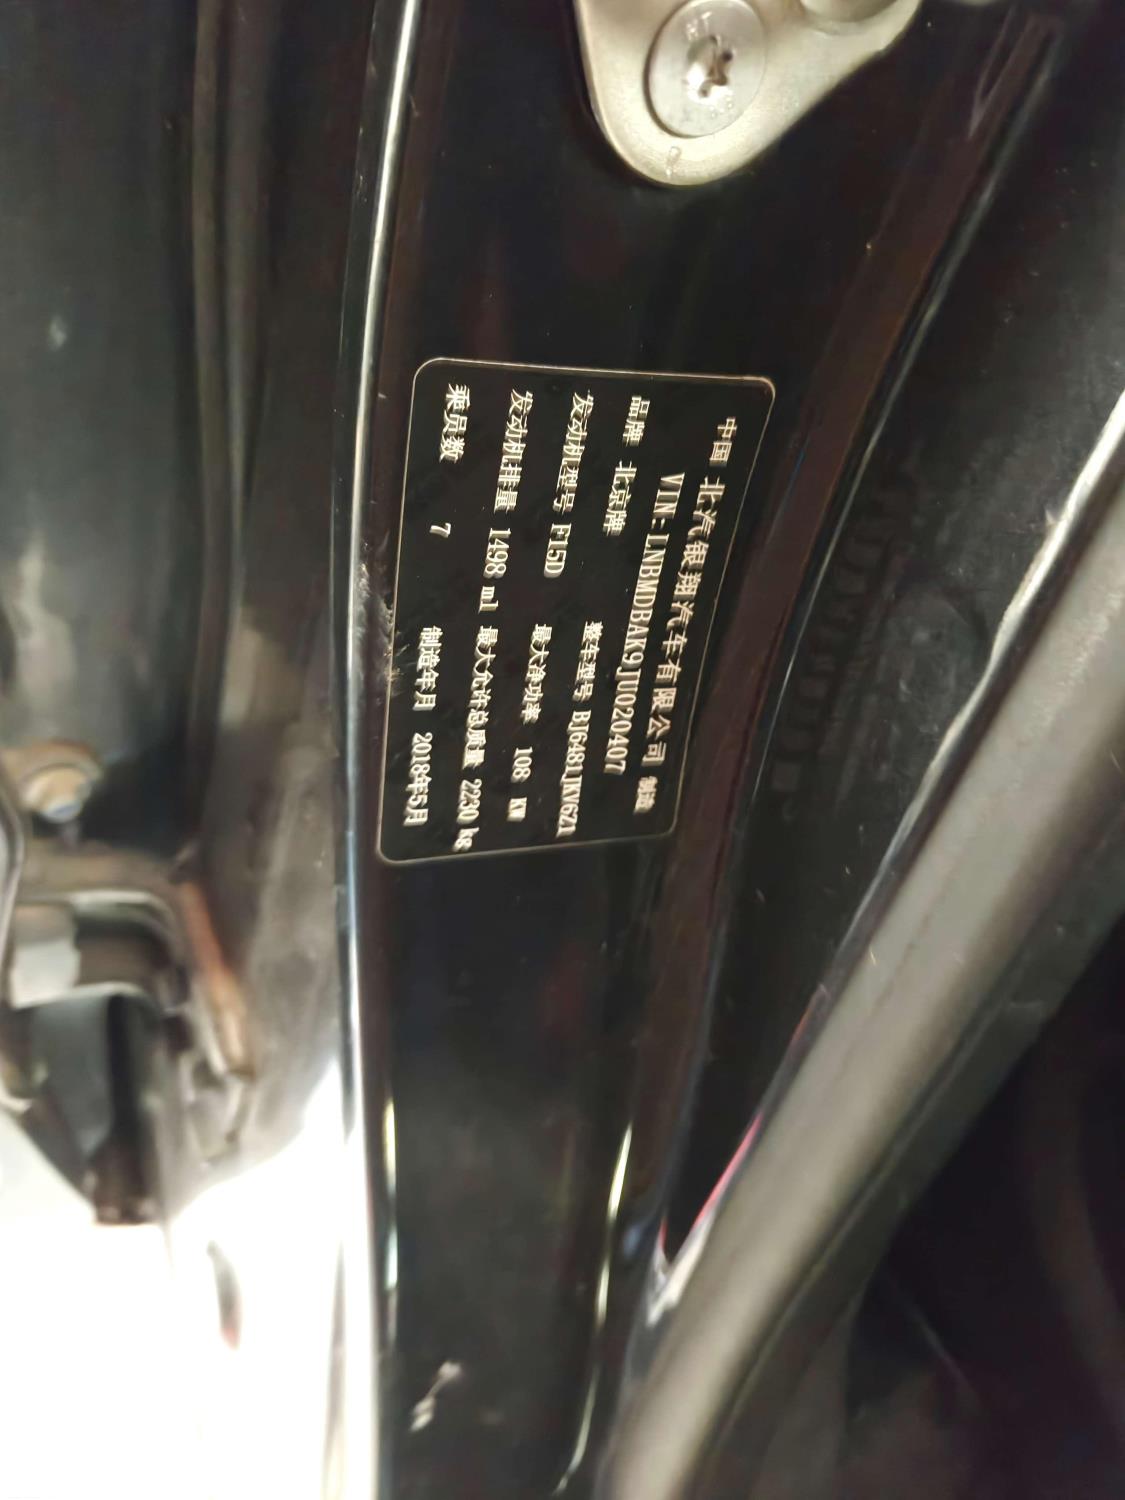 中国 北汽银翔汽车有限公司 制造
VIN:LNBMDBAK9JU020407
品牌 北京牌 整车型号 BJ6481JKV6Z1
发动机型号 F15D 最大净功率 108 KW
发动机排量 1498 ml 最大允许总质量 2230 kg
乘员数 7 制造年月 2018年5月